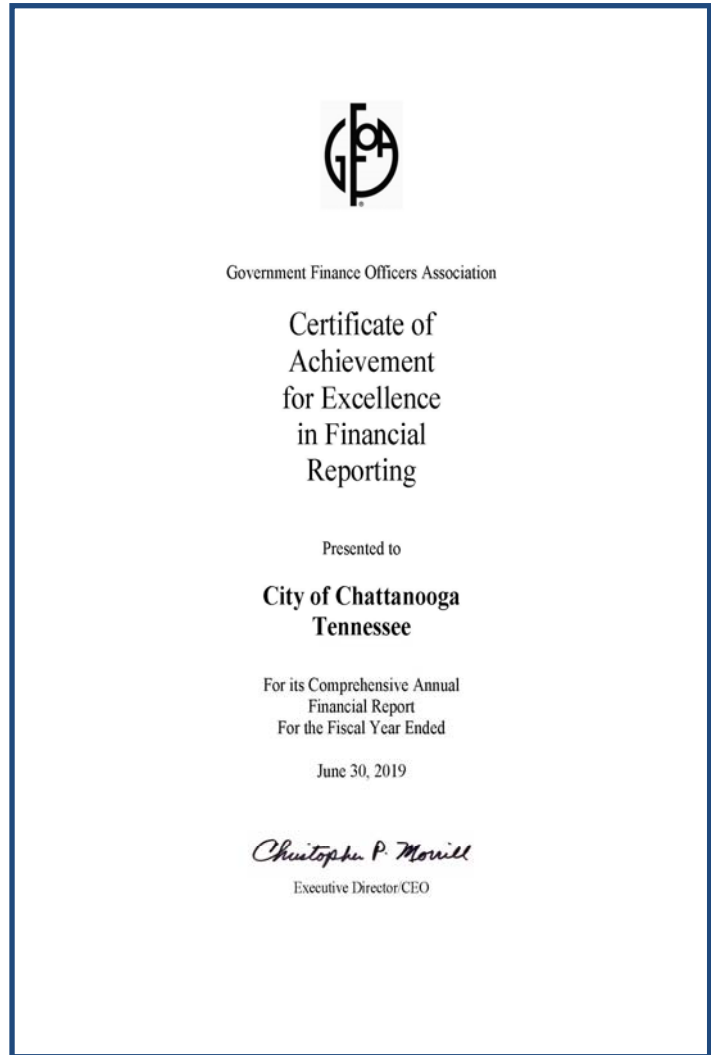 GFOA
Government Finance Officers Association
Certificate of
Achievement
for Excellence
in Financial
Reporting
Presented to
City of Chattanooga
Tennessee
For its Comprehensive Annual
Financial Report
For the Fiscal Year Ended
June 30, 2019
Christopher P. Morrill
Executive Director/CEO